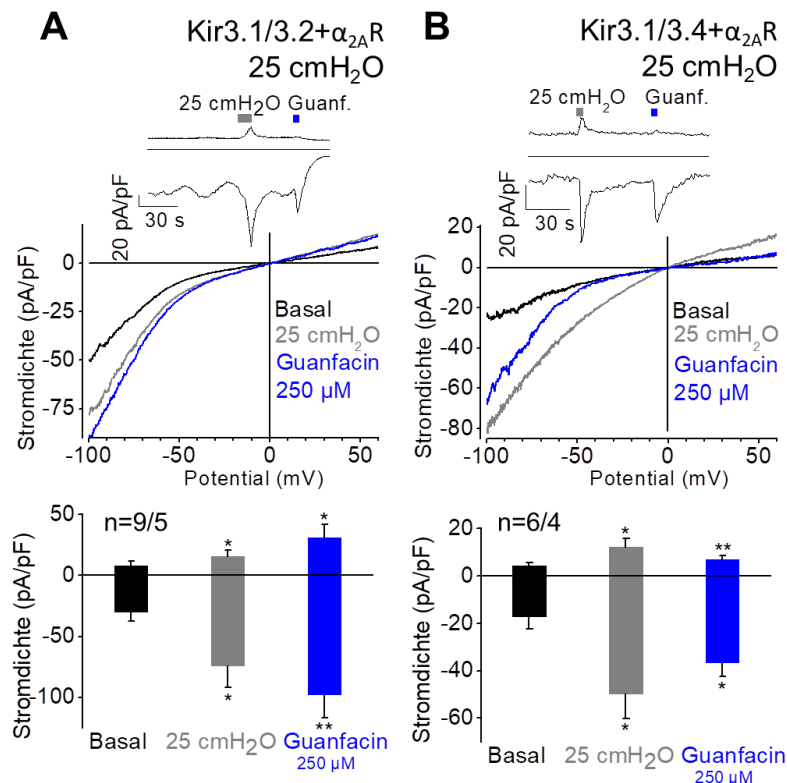 A
Kir3.1/3.2+α2AR
25 cmH2O
25 cmH2O Guanf.
20 pA/pF
30 s
Stromdichte (pA/pF)
0
-25
-50
-75
Basal
25 cmH2O
Guanfacin
250 µM
-100 -50 0 50
Potential (mV)
B
Kir3.1/3.4+α2AR
25 cmH2O
25 cmH2O Guanf.
20 pA/pF
30 s
Stromdichte (pA/pF)
20
0
-20
-40
-60
-80
Basal
25 cmH2O
Guanfacin
250 µM
-100 -50 0 50
Potential (mV)
Stromdichte (pA/pF)
50
0
-50
-100
n=9/5
* *
* **
Basal 25 cmH2O Guanfacin
250 µM
Stromdichte (pA/pF)
20
0
-20
-40
-60
n=6/4
* **
* *
Basal 25 cmH2O Guanfacin
250 µM